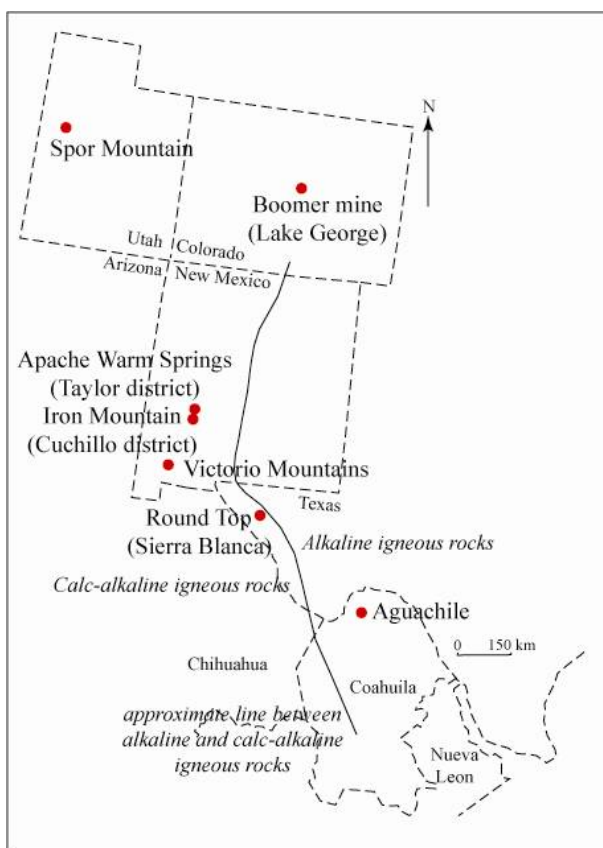 N
Spor Mountain
Boomer mine
(Lake George)
Utah
Colorado
Arizona
New Mexico
Apache Warm Springs
(Taylor district)
Iron Mountain
(Cuchillo district)
Victorio Mountains
Texas
Round Top
(Sierra Blanca)
Alkaline igneous rocks
Calc-alkaline igneous rocks
Aguachile
0 150 km
Chihuahua
Coahuila
approximate line between
alkaline and calc-alkaline
igneous rocks
Nueva
Leon